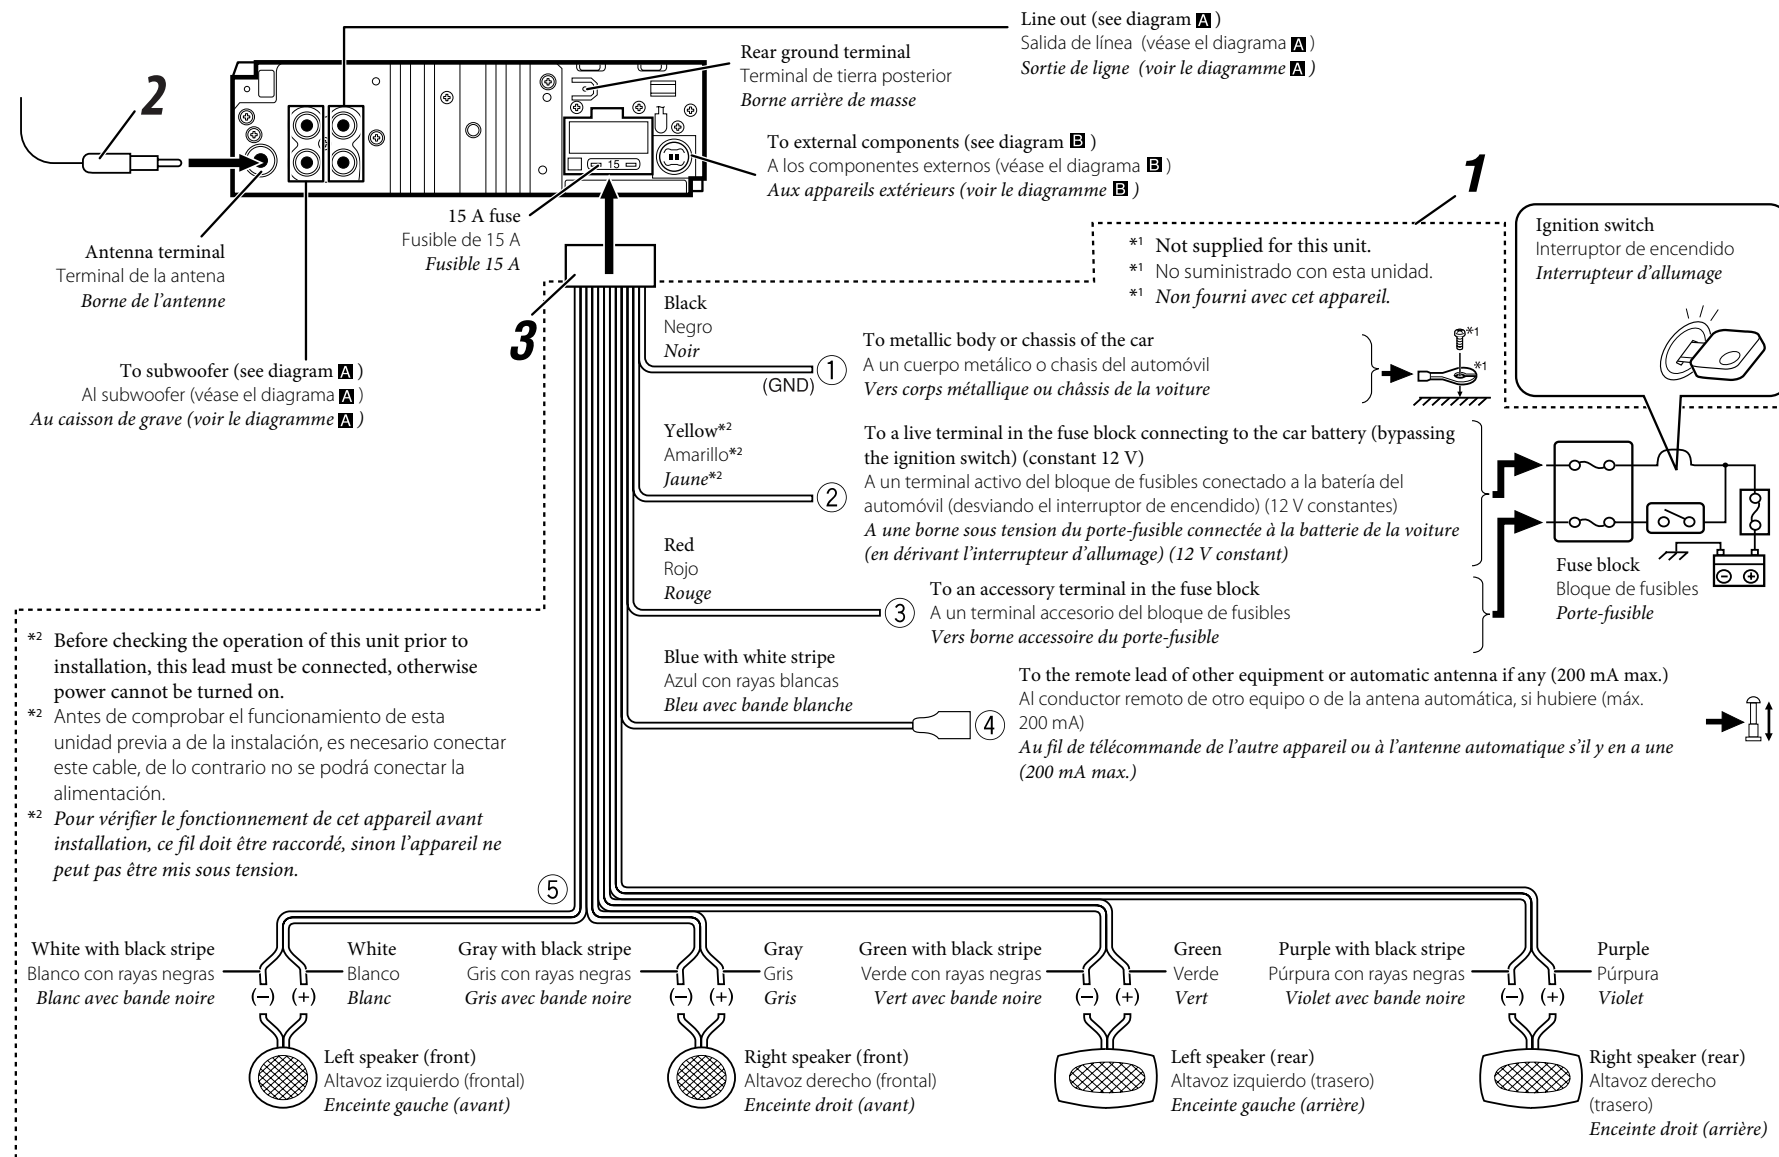 Line out (see diagram A )
Salida de línea (véase el diagrama A )
Sortie de ligne (voir le diagramme A )
Rear ground terminal
Terminal de tierra posterior
Borne arrière de masse
2
15
To external components (see diagram B )
A los componentes externos (véase el diagrama B )
Aux appareils extérieurs (voir le diagramme B )
1
15 A fuse
Fusible de 15 A
Fusible 15 A
Antenna terminal
Terminal de la antena
Borne de l'antenne
*1 Not supplied for this unit.
*1 No suministrado con esta unidad.
*1 Non fourni avec cet appareil.
Ignition switch
Interruptor de encendido
Interrupteur d'allumage
3
To subwoofer (see diagram A )
Al subwoofer (véase el diagrama A )
Au caisson de grave (voir le diagramme A )
Black
Negro
Noir
(GND)
①
To metallic body or chassis of the car
A un cuerpo metálico o chasis del automóvil
Vers corps métallique ou châssis de la voiture
*1
*1
Yellow*2
Amarillo*2
Jaune*2
②
To a live terminal in the fuse block connecting to the car battery (bypassing
the ignition switch) (constant 12 V)
A un terminal activo del bloque de fusibles conectado a la batería del
automóvil (desviando el interruptor de encendido) (12 V constantes)
A une borne sous tension du porte-fusible connectée à la batterie de la voiture
(en dérivant l'interrupteur d'allumage) (12 V constant)
Fuse block
Bloque de fusibles
Porte-fusible
Red
Rojo
Rouge
③
To an accessory terminal in the fuse block
A un terminal accesorio del bloque de fusibles
Vers borne accessoire du porte-fusible
Blue with white stripe
Azul con rayas blancas
Bleu avec bande blanche
④
To the remote lead of other equipment or automatic antenna if any (200 mA max.)
Al conductor remoto de otro equipo o de la antena automática, si hubiere (máx.
200 mA)
Au fil de télécommande de l'autre appareil ou à l'antenne automatique s'il y en a une
(200 mA max.)
*2 Before checking the operation of this unit prior to
installation, this lead must be connected, otherwise
power cannot be turned on.
*2 Antes de comprobar el funcionamiento de esta
unidad previa a de la instalación, es necesario conectar
este cable, de lo contrario no se podrá conectar la
alimentación.
*2 Pour vérifier le fonctionnement de cet appareil avant
installation, ce fil doit être raccordé, sinon l'appareil ne
peut pas être mis sous tension.
⑤
White with black stripe
Blanco con rayas negras
Blanc avec bande noire
(−) (+)
White
Blanco
Blanc
Left speaker (front)
Altavoz izquierdo (frontal)
Enceinte gauche (avant)
Gray with black stripe
Gris con rayas negras
Gris avec bande noire
(−) (+)
Gray
Gris
Gris
Right speaker (front)
Altavoz derecho (frontal)
Enceinte droit (avant)
Green with black stripe
Verde con rayas negras
Vert avec bande noire
(−) (+)
Green
Verde
Vert
Left speaker (rear)
Altavoz izquierdo (trasero)
Enceinte gauche (arrière)
Purple with black stripe
Púrpura con rayas negras
Violet avec bande noire
(−) (+)
Purple
Púrpura
Violet
Right speaker (rear)
Altavoz derecho
(trasero)
Enceinte droit (arrière)